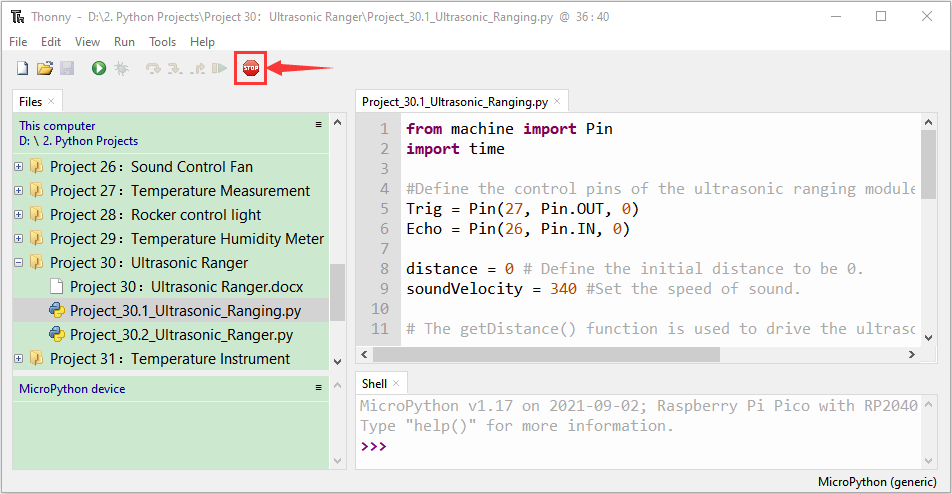 Thonny - D:\2. Python Projects\Project 30：Ultrasonic Ranger\Project_30.1_Ultrasonic_Ranging.py @ 36:40
File Edit View Run Tools Help
STOP
Files
Project_30.1_Ultrasonic_Ranging.py
This computer
D: \ 2. Python Projects
Project 26：Sound Control Fan
Project 27：Temperature Measurement
Project 28：Rocker control light
Project 29：Temperature Humidity Meter
Project 30：Ultrasonic Ranger
Project 30：Ultrasonic Ranger.docx
Project_30.1_Ultrasonic_Ranging.py
Project_30.2_Ultrasonic_Ranger.py
Project 31：Temperature Instrument
MicroPython device
1 from machine import Pin
2 import time
3
4 #Define the control pins of the ultrasonic ranging module
5 Trig = Pin(27, Pin.OUT, 0)
6 Echo = Pin(26, Pin.IN, 0)
7
8 distance = 0 # Define the initial distance to be 0.
9 soundVelocity = 340 #Set the speed of sound.
10
11 # The getDistance() function is used to drive the ultraso
Shell
MicroPython v1.17 on 2021-09-02; Raspberry Pi Pico with RP2040
Type "help()" for more information.
>>>
MicroPython (generic)